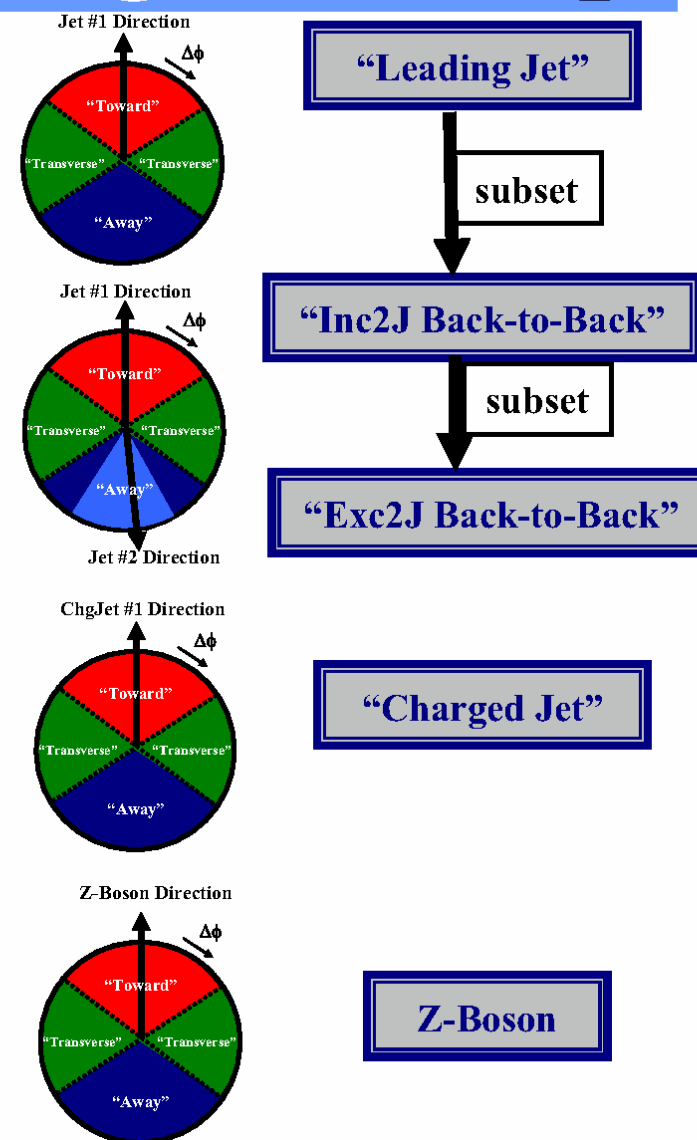 Jet #1 Direction
Δϕ
“Toward”
“Transverse” “Transverse”
“Away”
“Leading Jet”
subset
Jet #1 Direction
Δϕ
“Toward”
“Transverse” “Transverse”
“Away”
Jet #2 Direction
“Inc2J Back-to-Back”
subset
“Exc2J Back-to-Back”
ChgJet #1 Direction
Δϕ
“Toward”
“Transverse” “Transverse”
“Away”
“Charged Jet”
Z-Boson Direction
Δϕ
“Toward”
“Transverse” “Transverse”
“Away”
Z-Boson